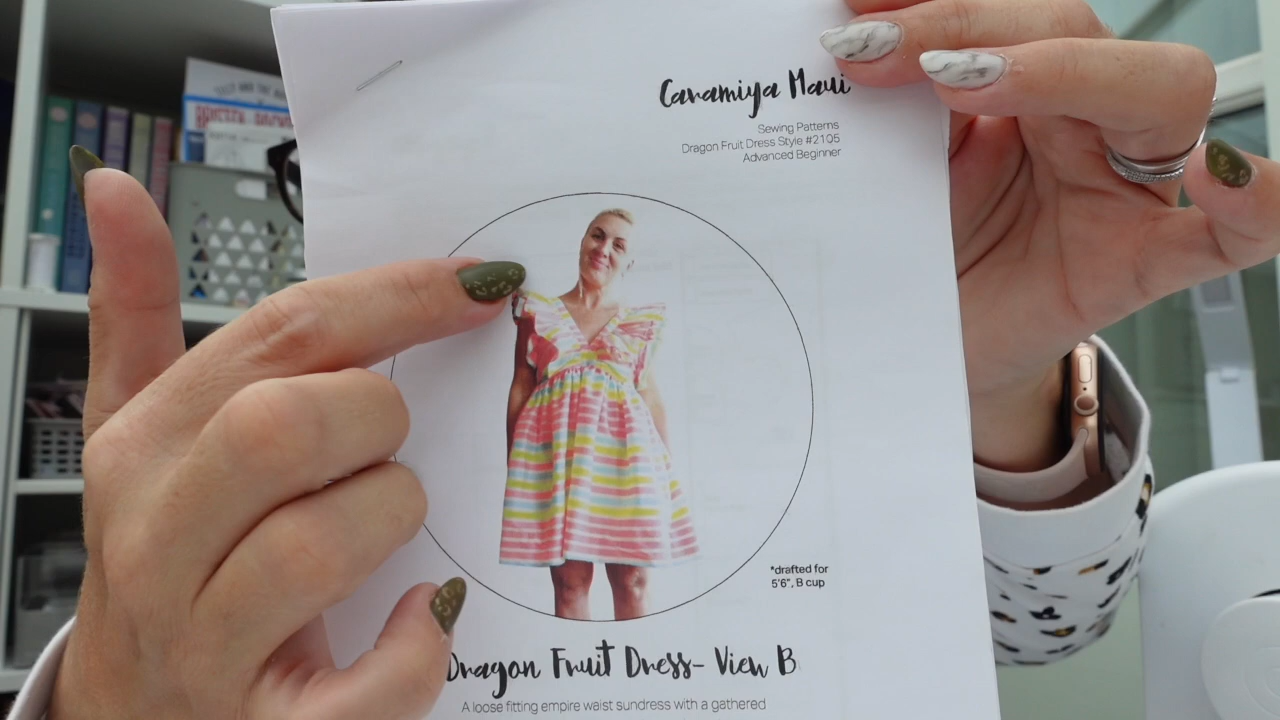 Caramiya Maui
Sewing Patterns
Dragon Fruit Dress Style #2105
Advanced Beginner
*drafted for
5'6", B cup
Dragon Fruit Dress- View B
A loose fitting empire waist sundress with a gathered